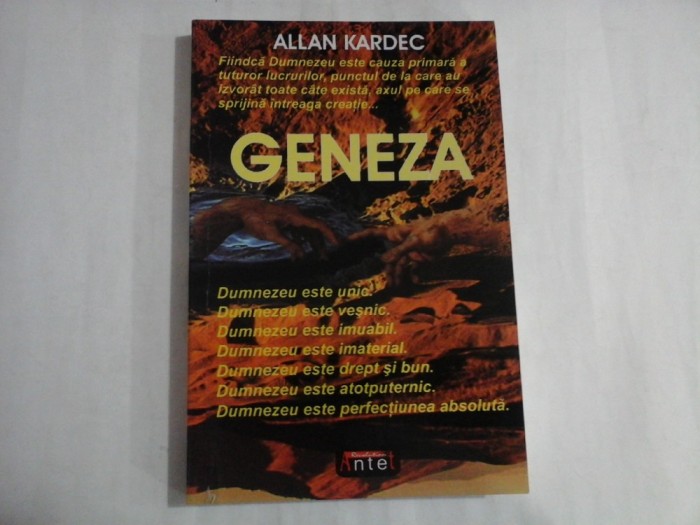 ALLAN KARDEC
Fiindcă Dumnezeu este cauza primară a
tuturor lucrurilor, punctul de la care au
izvorât toate câte există, axul pe care se
sprijină întreaga creație...
GENEZA
Dumnezeu este unic.
Dumnezeu este veșnic.
Dumnezeu este imuabil.
Dumnezeu este imaterial.
Dumnezeu este drept și bun.
Dumnezeu este atotputernic.
Dumnezeu este perfecțiunea absolută.
Revolution
Antet